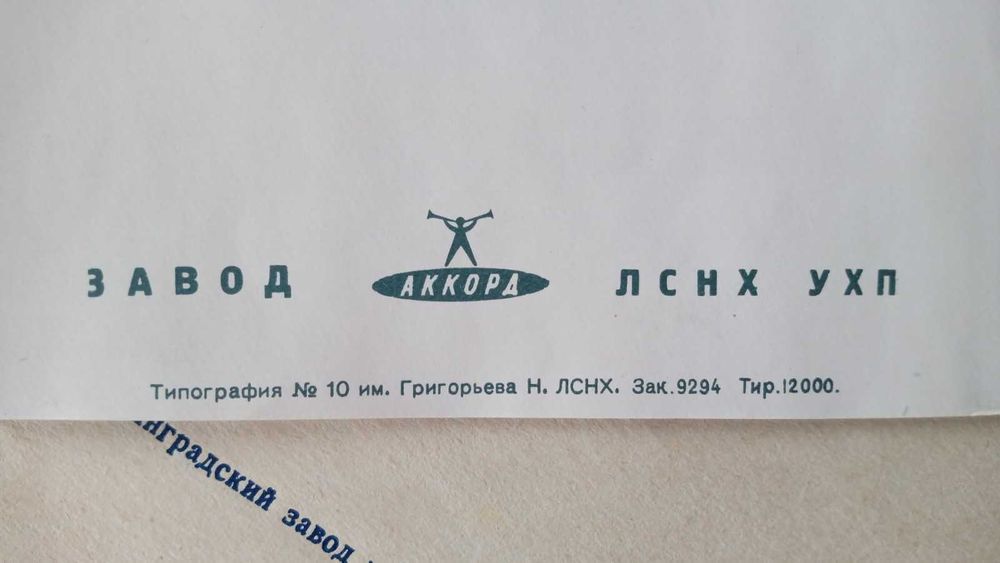 ЗАВОД АККОРД ЛСНХ УХП
Типография № 10 им. Григорьева Н. ЛСНХ. Зак.9294 Тир.12000.
нградский завод